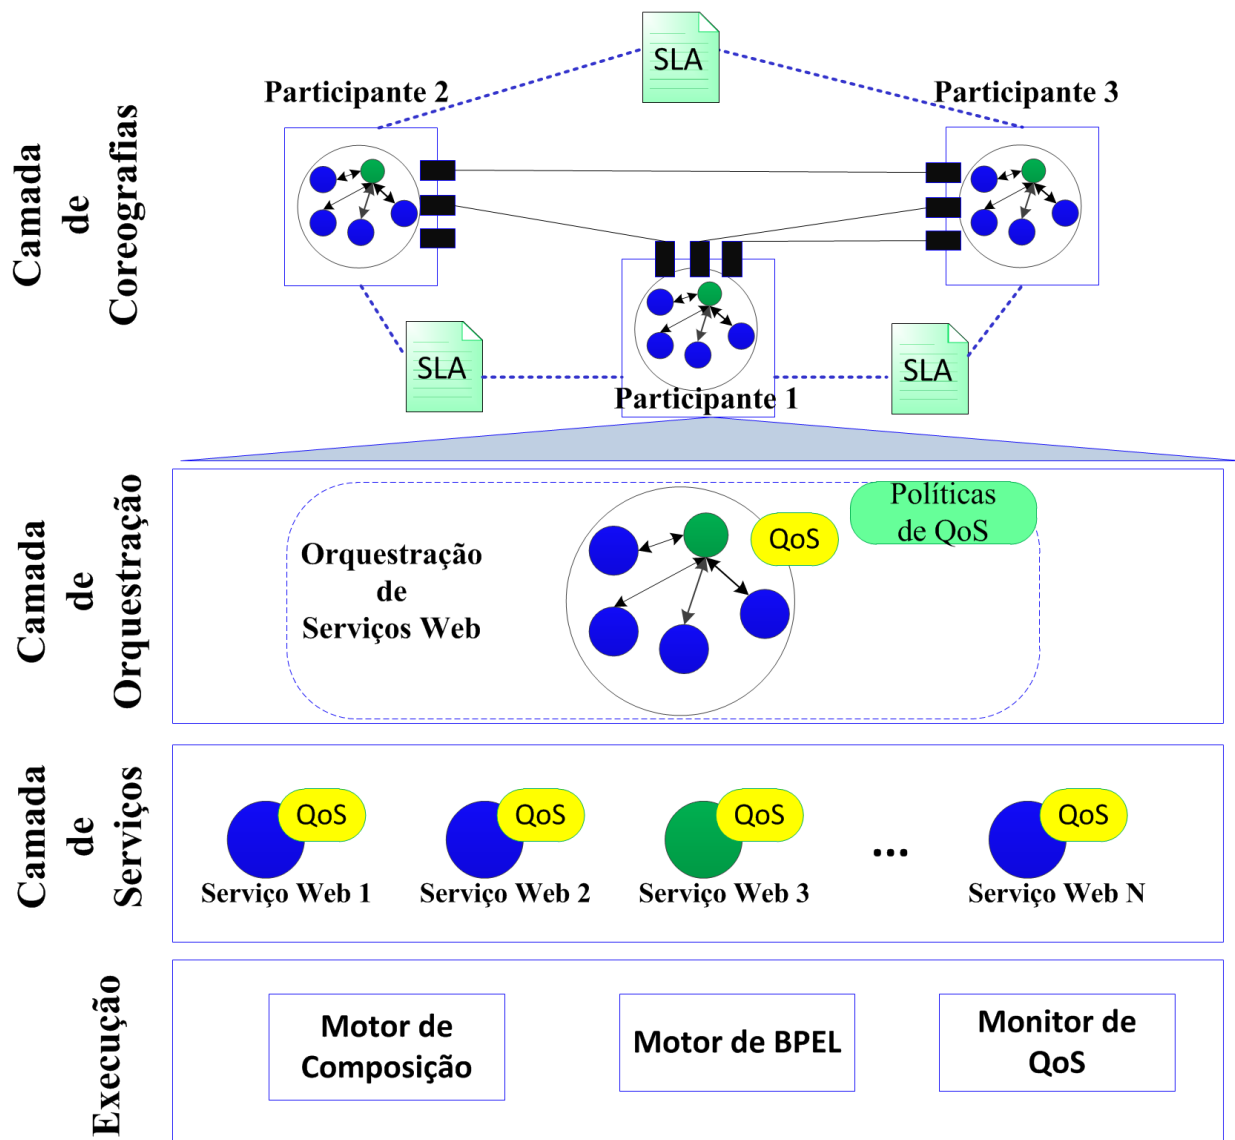 SLA
Participante 2
Participante 3
Camada
de
Coreografias
SLA
SLA
Participante 1
Camada
de
Orquestração
Orquestração
de
Serviços Web
QoS
Políticas
de QoS
Camada
de
Serviços
QoS
QoS
QoS
QoS
...
Serviço Web 1
Serviço Web 2
Serviço Web 3
Serviço Web N
Execução
Motor de
Composição
Motor de BPEL
Monitor de
QoS